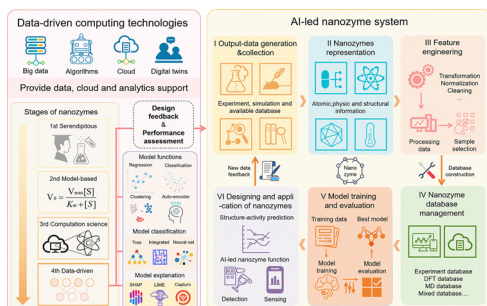 Data-driven computing technologies
Big data
Algorithms
Cloud
Digital twins
Provide data, cloud and analytics support
Stages of nanozymes
1st Serendipitous
2nd Model-based
V₀ = Vₘₐₓ[S] / Kₘ+[S]
3rd Computation science
4th Data-driven
Design
feedback
&
Performance
assessment
Model functions
Regression
Classification
Clustering
Auto-encoder
Model classification
Tree
Integrated
Neural net
Model explanation
SHAP
LIME
Captum
AI-led nanozyme system
I Output-data generation
&collection
Experiment, simulation and
available database
II Nanozymes
representation
Atomic,physic and structural
information
III Feature
engineering
Transformation
Normalization
Cleaning
...
Processing
data
Sample
selection
New data
feedback
Nano
zyme
Database
construction
VI Designing and appli
-cation of nanozymes
Structure-activity prediction
AI-led nanozyme function
Detection
Sensing
V Model training
and evaluation
Training data
Best model
Model
training
Model
evaluation
IV Nanozyme
database
management
Experiment database
DFT database
MD database
Mixed database....